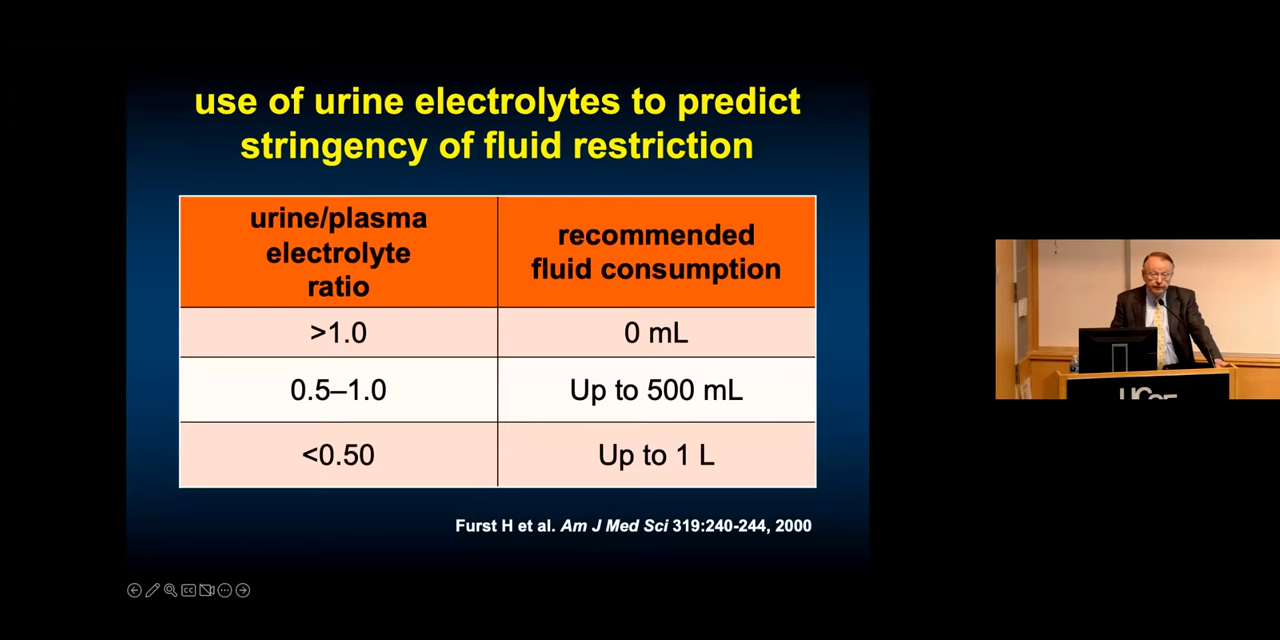 use of urine electrolytes to predict
stringency of fluid restriction
urine/plasma
electrolyte
ratio
recommended
fluid consumption
>1.0
0 mL
0.5–1.0
Up to 500 mL
<0.50
Up to 1 L
Furst H et al. Am J Med Sci 319:240-244, 2000
CC